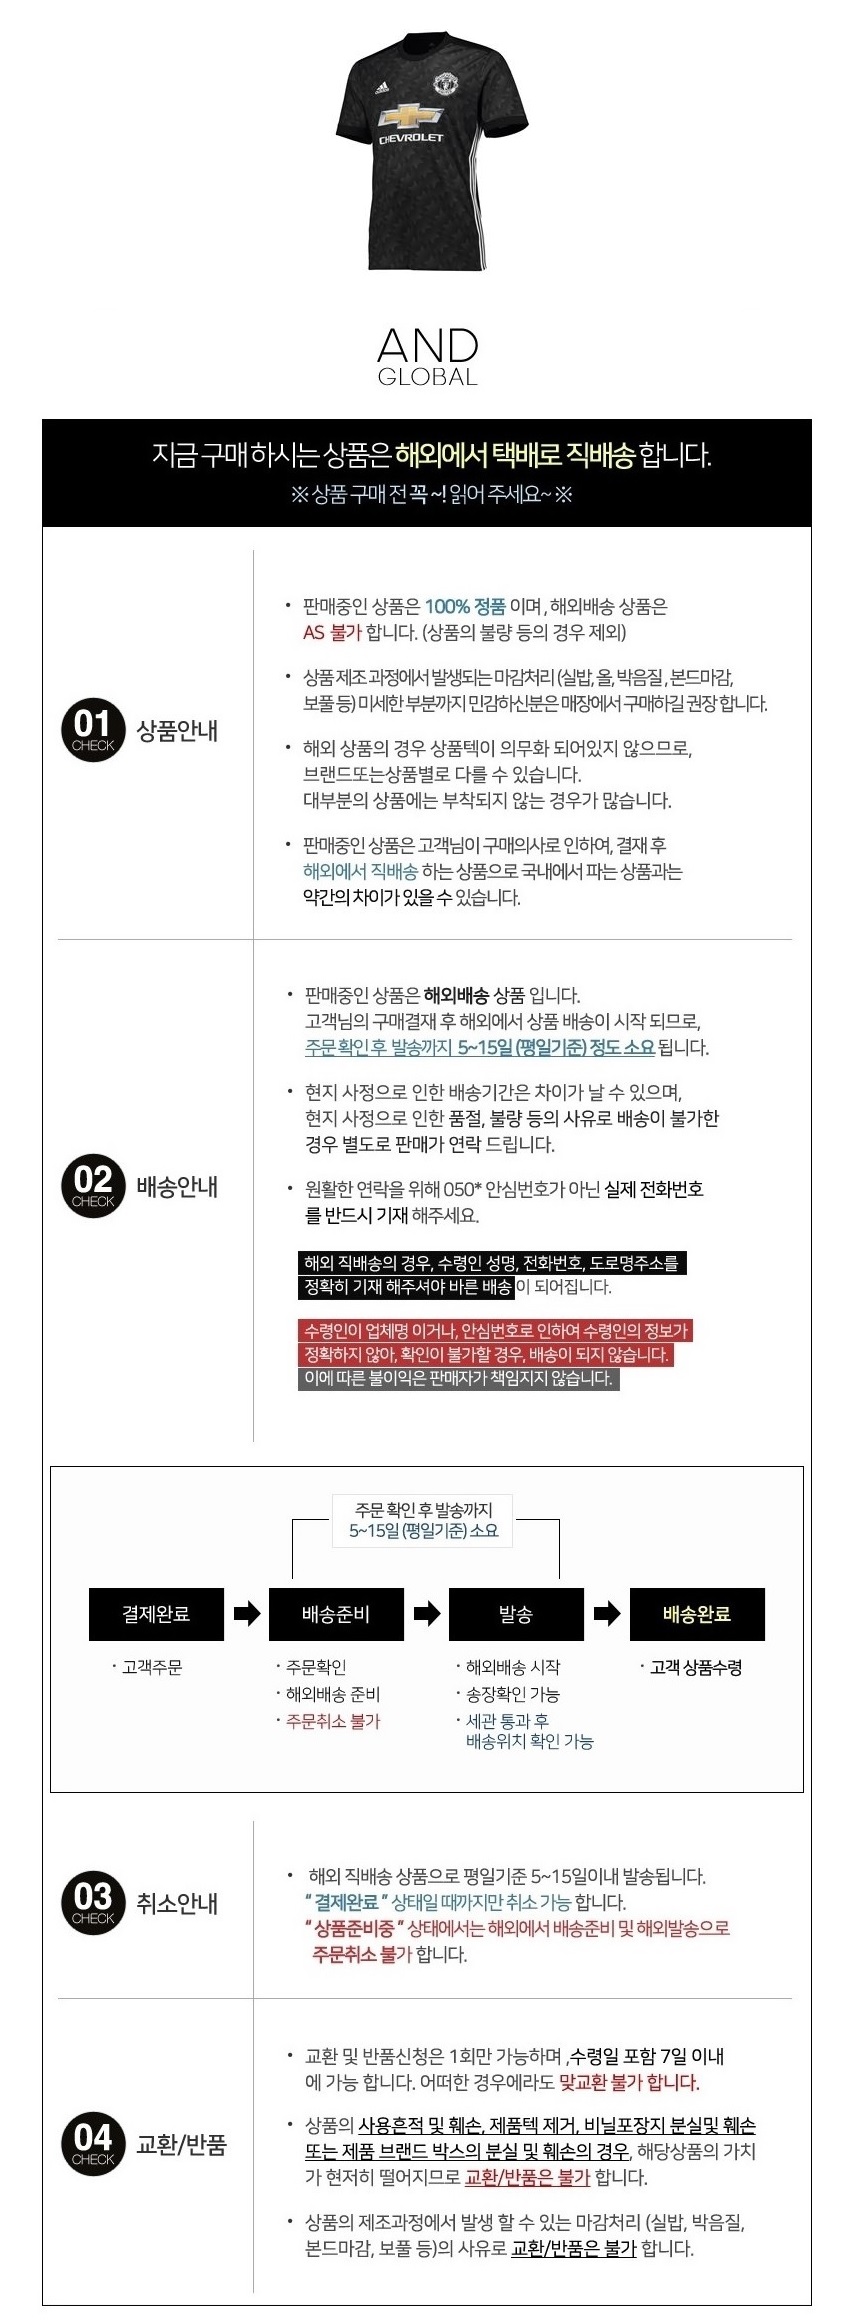 adidas
CHEVROLET
AND
GLOBAL
지금 구매 하시는 상품은 해외에서 택배로 직배송 합니다.
※ 상품 구매 전 꼭 ~! 읽어 주세요~ ※
01
CHECK
상품안내
• 판매중인 상품은 100% 정품 이며, 해외배송 상품은
AS 불가 합니다. (상품의 불량 등의 경우 제외)
• 상품 제조 과정에서 발생되는 마감처리 (실밥, 올, 박음질, 본드마감,
보풀 등) 미세한 부분까지 민감하신분은 매장에서 구매하길 권장 합니다.
• 해외 상품의 경우 상품텍이 의무화 되어있지 않으므로,
브랜드또는상품별로 다를 수 있습니다.
대부분의 상품에는 부착되지 않는 경우가 많습니다.
• 판매중인 상품은 고객님이 구매의사로 인하여, 결재 후
해외에서 직배송 하는 상품으로 국내에서 파는 상품과는
약간의 차이가 있을 수 있습니다.
02
CHECK
배송안내
• 판매중인 상품은 해외배송 상품 입니다.
고객님의 구매결재 후 해외에서 상품 배송이 시작 되므로,
주문 확인 후 발송까지 5~15일 (평일기준) 정도 소요 됩니다.
• 현지 사정으로 인한 배송기간은 차이가 날 수 있으며,
현지 사정으로 인한 품절, 불량 등의 사유로 배송이 불가한
경우 별도로 판매가 연락 드립니다.
• 원활한 연락을 위해 050* 안심번호가 아닌 실제 전화번호
를 반드시 기재 해주세요.
해외 직배송의 경우, 수령인 성명, 전화번호, 도로명주소를
정확히 기재 해주셔야 바른 배송이 되어집니다.
수령인이 업체명 이거나, 안심번호로 인하여 수령인의 정보가
정확하지 않아, 확인이 불가할 경우, 배송이 되지 않습니다.
이에 따른 불이익은 판매자가 책임지지 않습니다.
주문 확인 후 발송까지
5~15일 (평일기준) 소요
결제완료
배송준비
발송
배송완료
· 고객주문
· 주문확인
· 해외배송 준비
· 주문취소 불가
· 해외배송 시작
· 송장확인 가능
· 세관 통과 후
배송위치 확인 가능
· 고객 상품수령
03
CHECK
취소안내
• 해외 직배송 상품으로 평일기준 5~15일이내 발송됩니다.
“ 결제완료 ” 상태일 때까지만 취소 가능 합니다.
“ 상품준비중 “ 상태에서는 해외에서 배송준비 및 해외발송으로
주문취소 불가 합니다.
04
CHECK
교환/반품
• 교환 및 반품신청은 1회만 가능하며 ,수령일 포함 7일 이내
에 가능 합니다. 어떠한 경우에라도 맞교환 불가 합니다.
• 상품의 사용흔적 및 훼손, 제품텍 제거, 비닐포장지 분실및 훼손
또는 제품 브랜드 박스의 분실 및 훼손의 경우, 해당상품의 가치
가 현저히 떨어지므로 교환/반품은 불가 합니다.
• 상품의 제조과정에서 발생 할 수 있는 마감처리 (실밥, 박음질,
본드마감, 보풀 등)의 사유로 교환/반품은 불가 합니다.